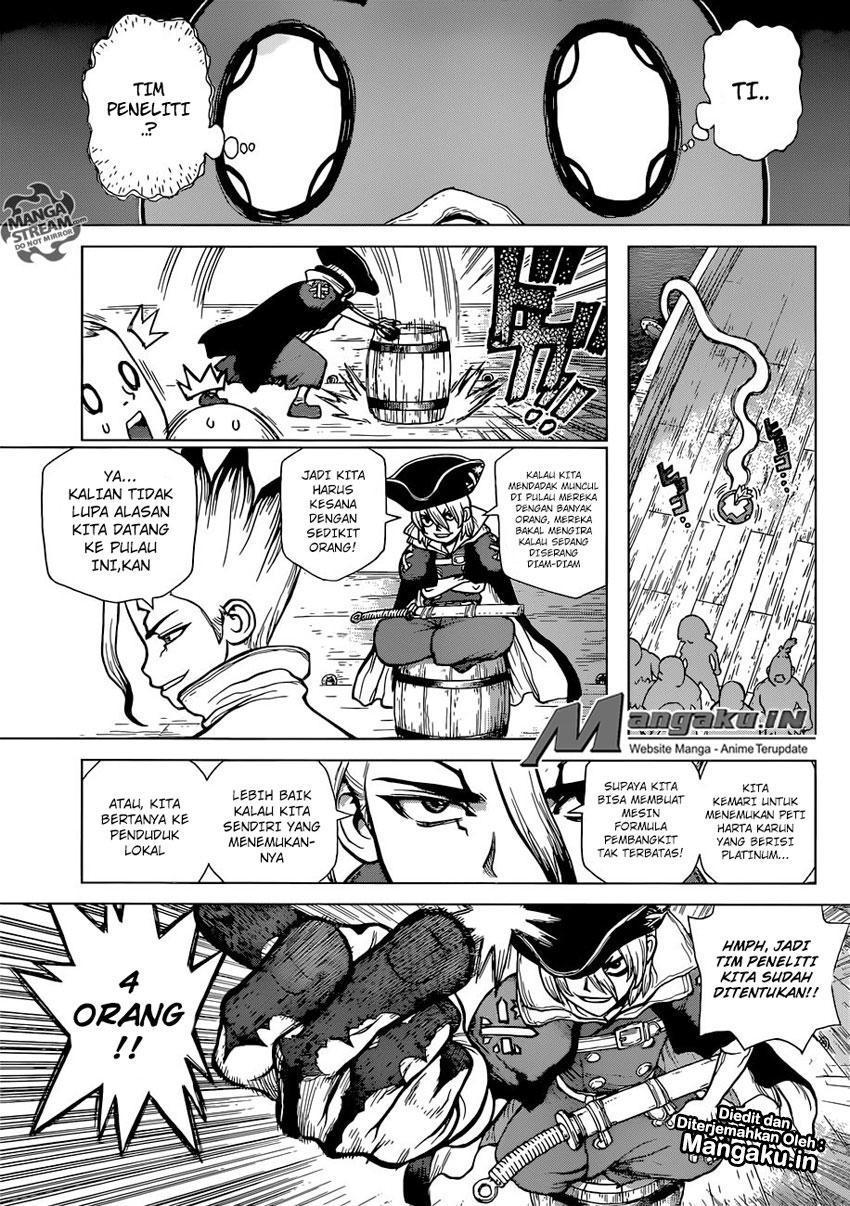 TI..
TIM
PENELITI
..?
MANGA
STREAM.com
DO NOT MIRROR
KALAU KITA
MENDADAK MUNCUL
DI PULAU MEREKA
DENGAN BANYAK
ORANG, MEREKA
BAKAL MENGIRA
KALAU SEDANG
DISERANG
DIAM-DIAM
JADI KITA
HARUS
KESANA
DENGAN
SEDIKIT
ORANG!
YA...
KALIAN TIDAK
LUPA ALASAN
KITA DATANG
KE PULAU
INI,KAN
Mangaku.iN
Website Manga - Anime Terupdate
KITA
KEMARI UNTUK
MENEMUKAN PETI
HARTA KARUN
YANG BERISI
PLATINUM...
SUPAYA KITA
BISA MEMBUAT
MESIN
FORMULA
PEMBANGKIT
TAK TERBATAS!
LEBIH BAIK
KALAU KITA
SENDIRI YANG
MENEMUKAN-
NYA
ATAU, KITA
BERTANYA KE
PENDUDUK
LOKAL
HMPH, JADI
TIM PENELITI
KITA SUDAH
DITENTUKAN!!
4
ORANG
!!
Diedit dan
Diterjemahkan Oleh :
Mangaku.in